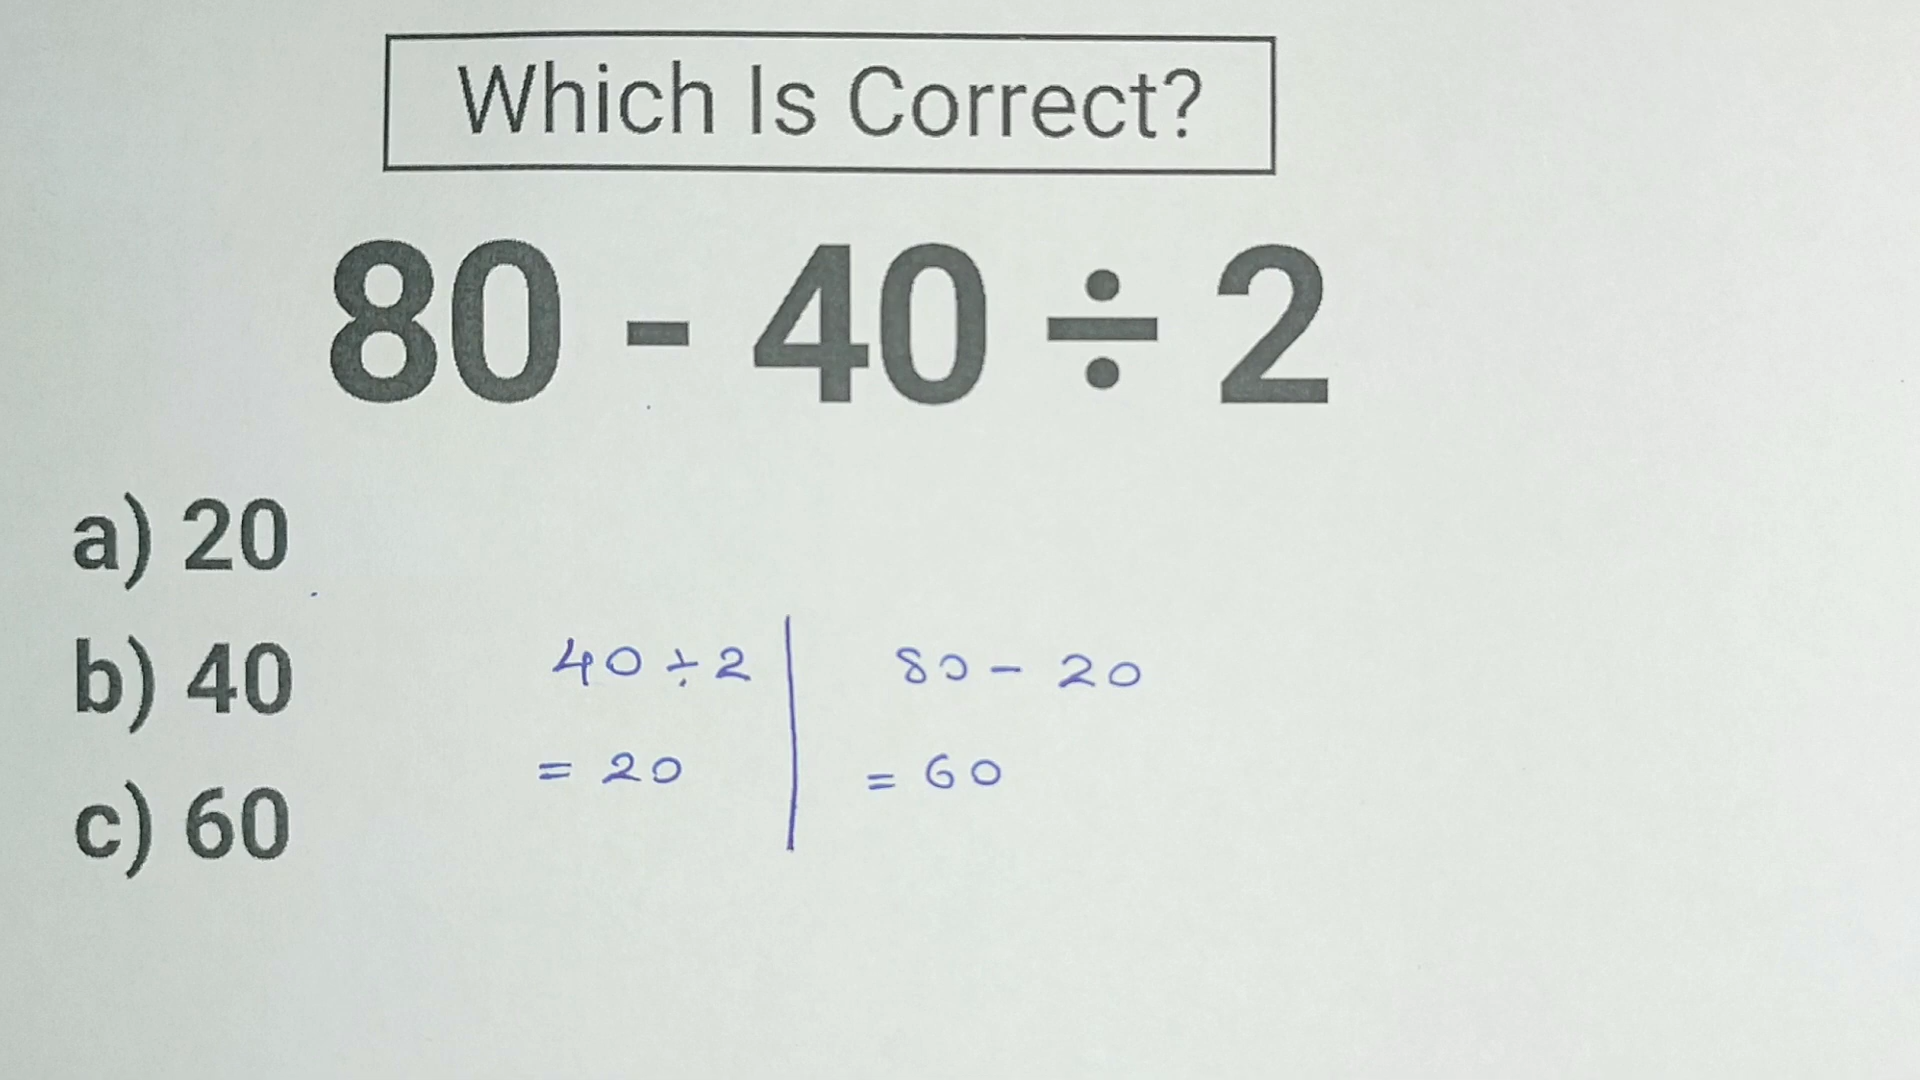 Which Is Correct?
80 - 40 ÷ 2
a) 20
b) 40
c) 60
40 ÷ 2
= 20
80 - 20
= 60